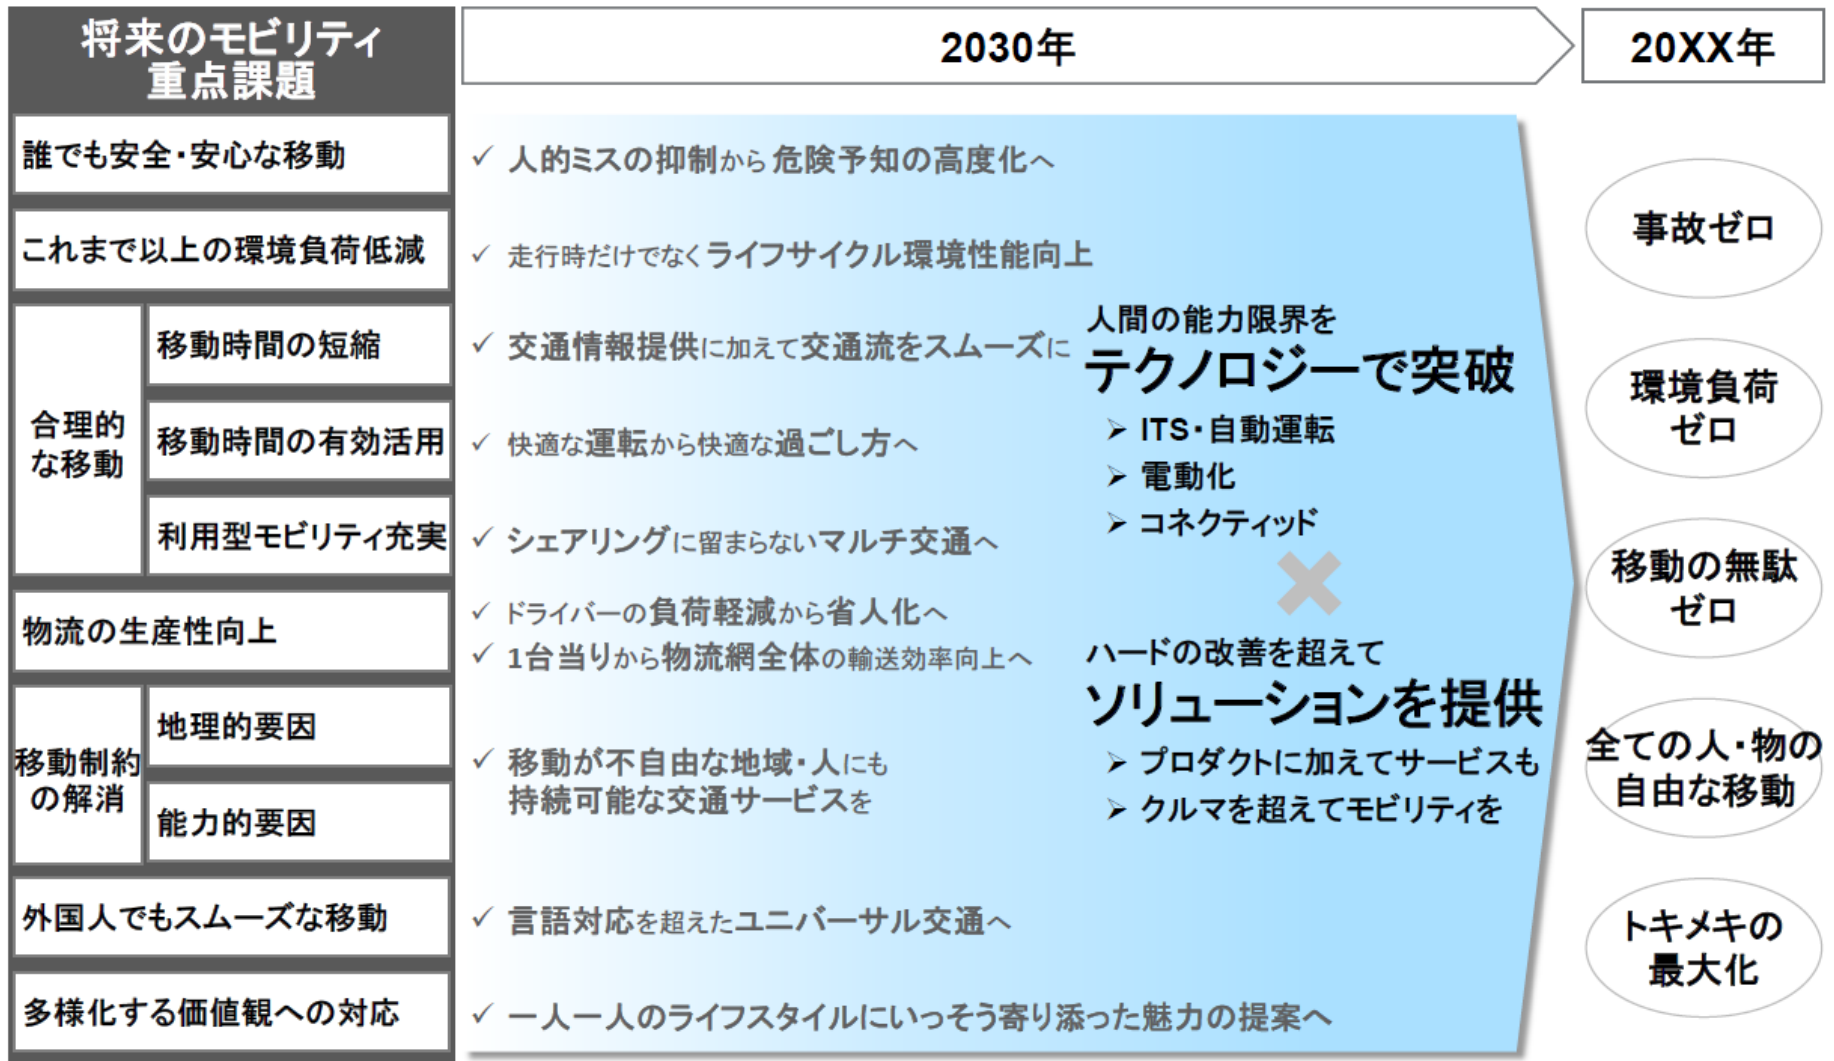 将来のモビリティ
重点課題
2030年
20XX年
誰でも安全・安心な移動
✓ 人的ミスの抑制から危険予知の高度化へ
これまで以上の環境負荷低減
✓ 走行時だけでなくライフサイクル環境性能向上
合理的
な移動
移動時間の短縮
✓ 交通情報提供に加えて交通流をスムーズに
移動時間の有効活用
✓ 快適な運転から快適な過ごし方へ
利用型モビリティ充実
✓ シェアリングに留まらないマルチ交通へ
物流の生産性向上
✓ ドライバーの負荷軽減から省人化へ
✓ 1台当りから物流網全体の輸送効率向上へ
移動制約
の解消
地理的要因
能力的要因
✓ 移動が不自由な地域・人にも
持続可能な交通サービスを
外国人でもスムーズな移動
✓ 言語対応を超えたユニバーサル交通へ
多様化する価値観への対応
✓ 一人一人のライフスタイルにいっそう寄り添った魅力の提案へ
人間の能力限界を
テクノロジーで突破
➢ ITS・自動運転
➢ 電動化
➢ コネクティッド
×
ハードの改善を超えて
ソリューションを提供
➢ プロダクトに加えてサービスも
➢ クルマを超えてモビリティを
事故ゼロ
環境負荷
ゼロ
移動の無駄
ゼロ
全ての人・物の
自由な移動
トキメキの
最大化